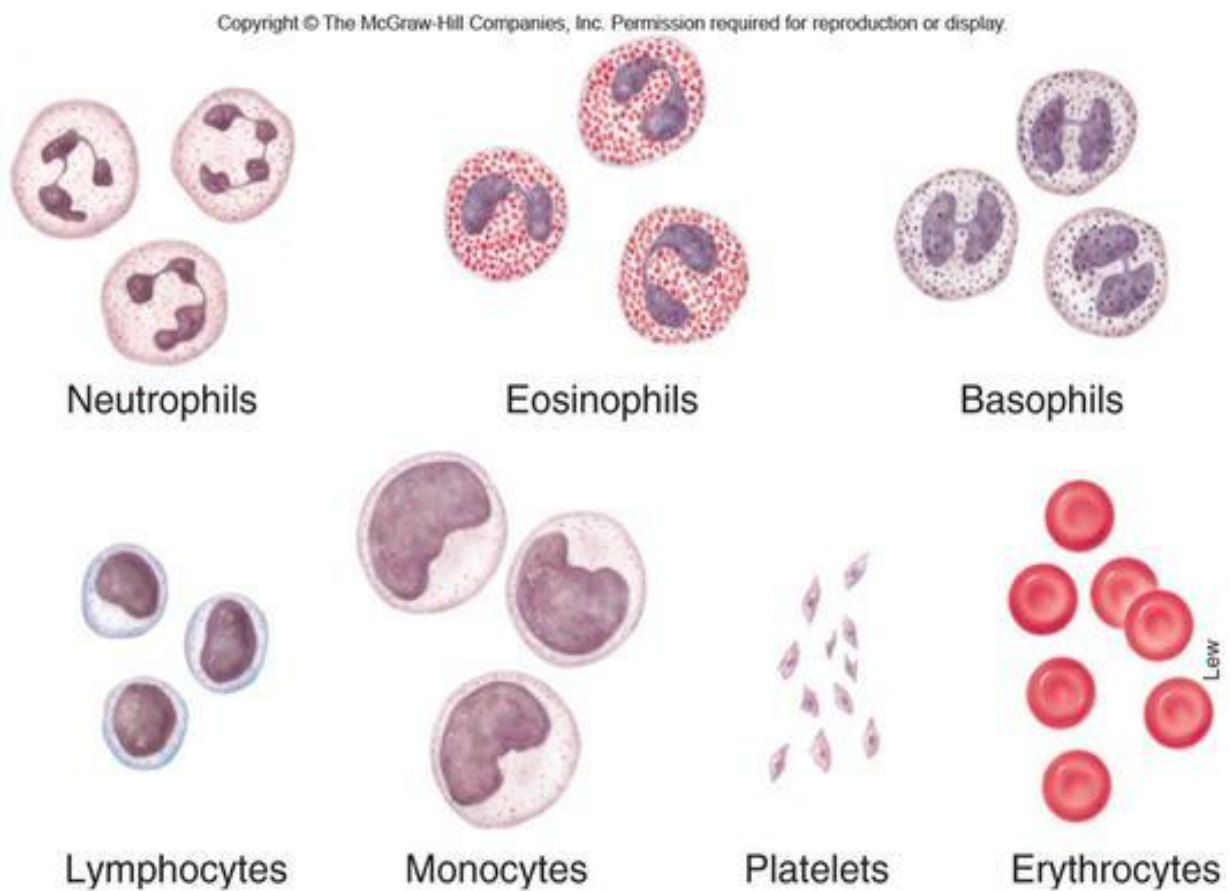 Copyright © The McGraw-Hill Companies, Inc. Permission required for reproduction or display.
Neutrophils
Eosinophils
Basophils
Lew
Lymphocytes
Monocytes
Platelets
Erythrocytes